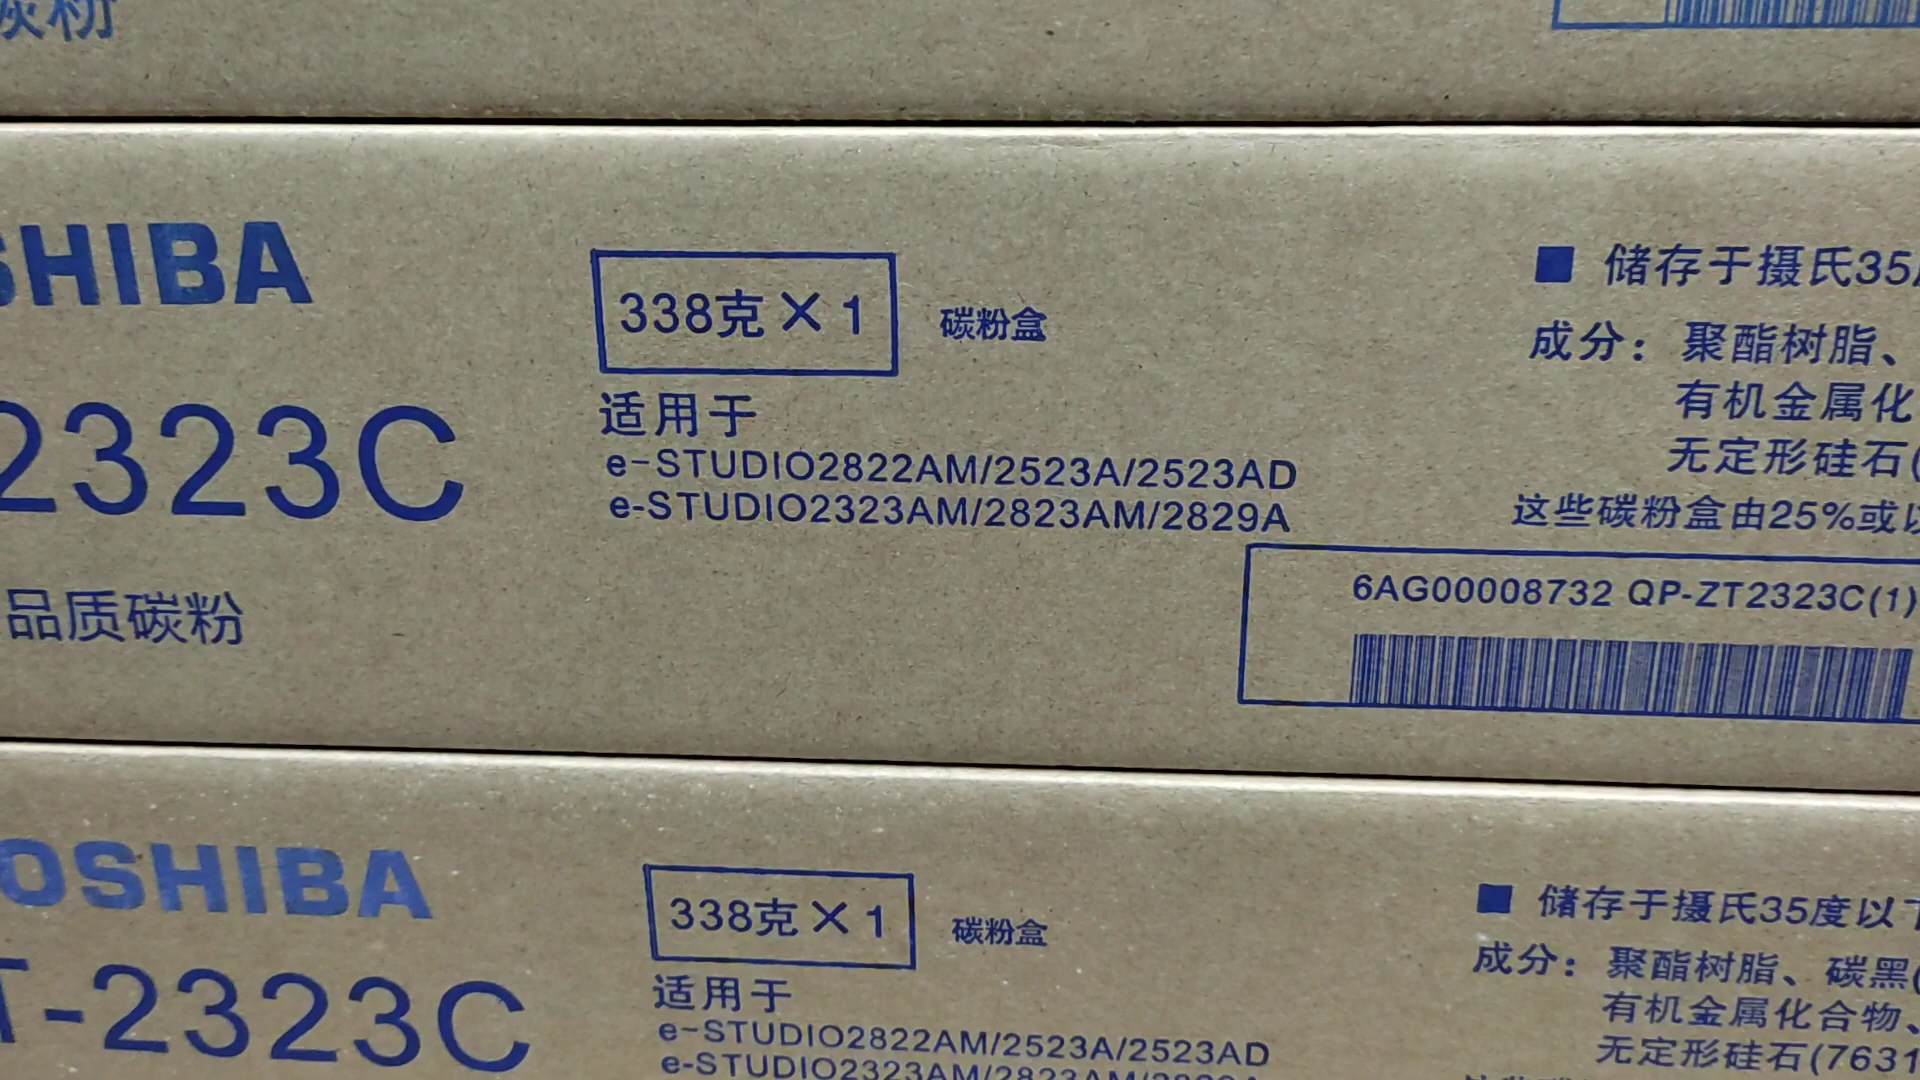 碳粉
SHIBA
2323C
品质碳粉
338克×1 碳粉盒
适用于
e-STUDIO2822AM/2523A/2523AD
e-STUDIO2323AM/2823AM/2829A
■ 储存于摄氏35
成分：聚酯树脂、
有机金属化
无定形硅石(
这些碳粉盒由25%或以
6AG00008732 QP-ZT2323C(1)
OSHIBA
T-2323C
338克×1 碳粉盒
适用于
e-STUDIO2822AM/2523A/2523AD
e-STUDIO2323AM/2823AM/2829A
■ 储存于摄氏35度以下
成分：聚酯树脂、碳黑(
有机金属化合物、
无定形硅石(7631